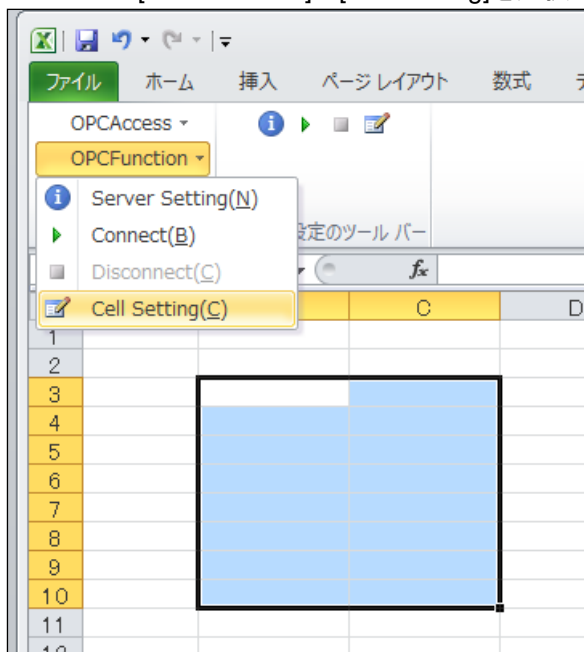 ファイル ホーム 挿入 ページ レイアウト 数式
OPCAccess
OPCFunction
Server Setting(N)
Connect(B)
設定のツール バー
Disconnect(C)
fx
Cell Setting(C)
C D
1
2
3
4
5
6
7
8
9
10
11